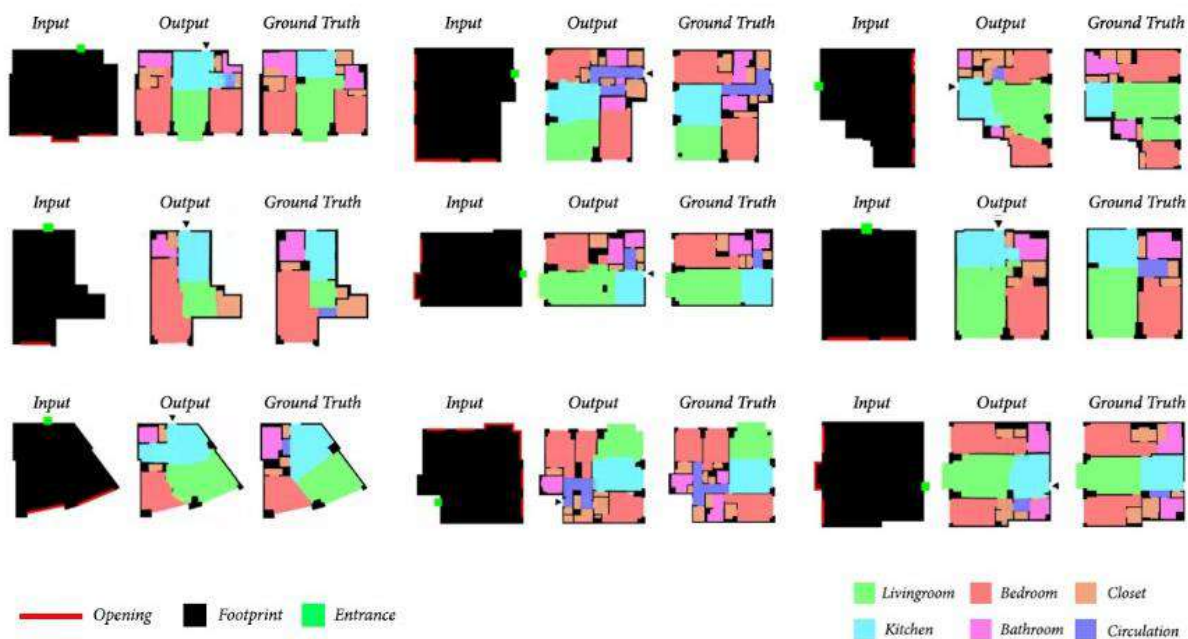 Input Output Ground Truth Input Output Ground Truth Input Output Ground Truth
Input Output Ground Truth Input Output Ground Truth Input Output Ground Truth
Input Output Ground Truth Input Output Ground Truth Input Output Ground Truth
Livingroom Bedroom Closet
Opening Footprint Entrance
Kitchen Bathroom Circulation